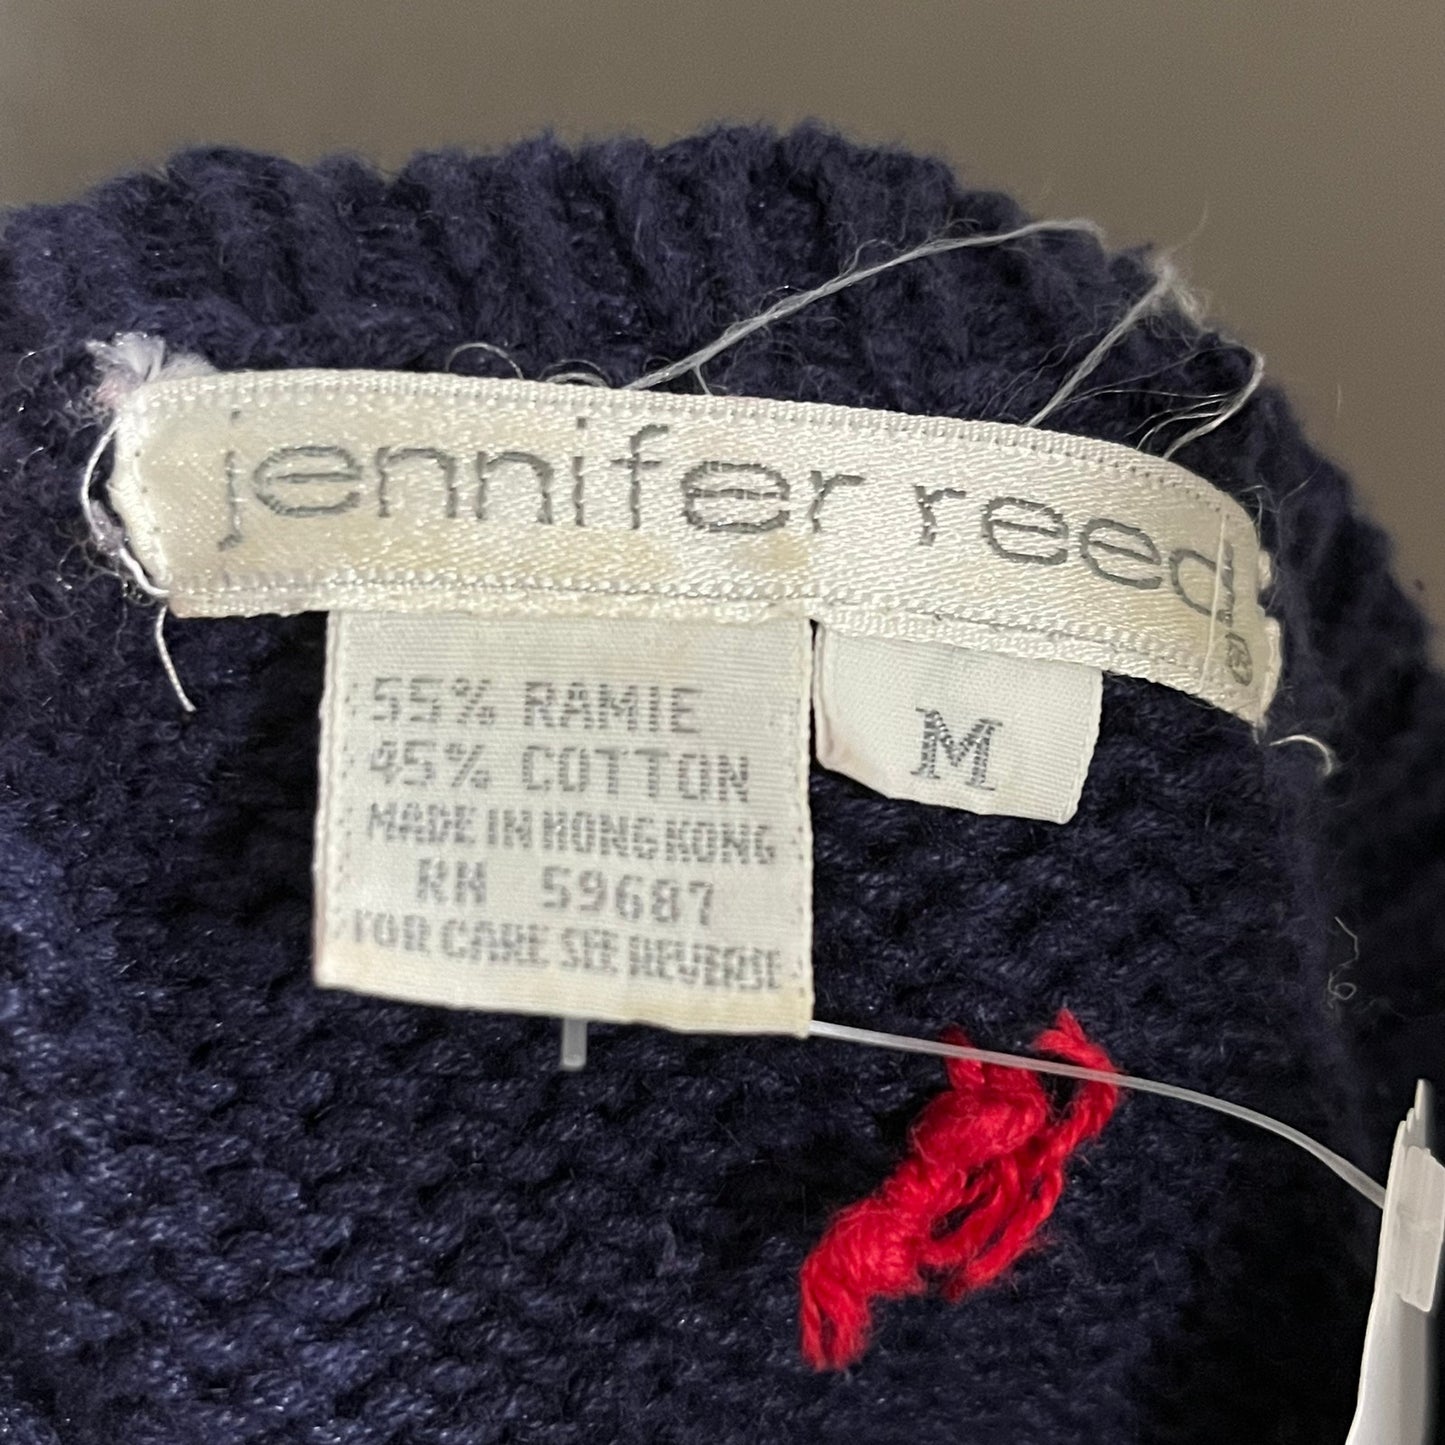 jennifer reed
55% RAMIE
45% COTTON
MADE IN HONG KONG
RN 59687
FOR CARE SEE REVERSE
M